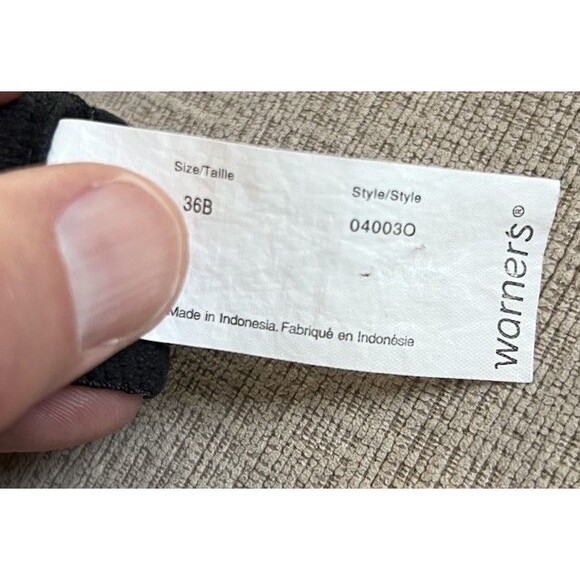 Size/Taille
36B
Style/Style
04003O
Made in Indonesia. Fabriqué en Indonésie
warner's®